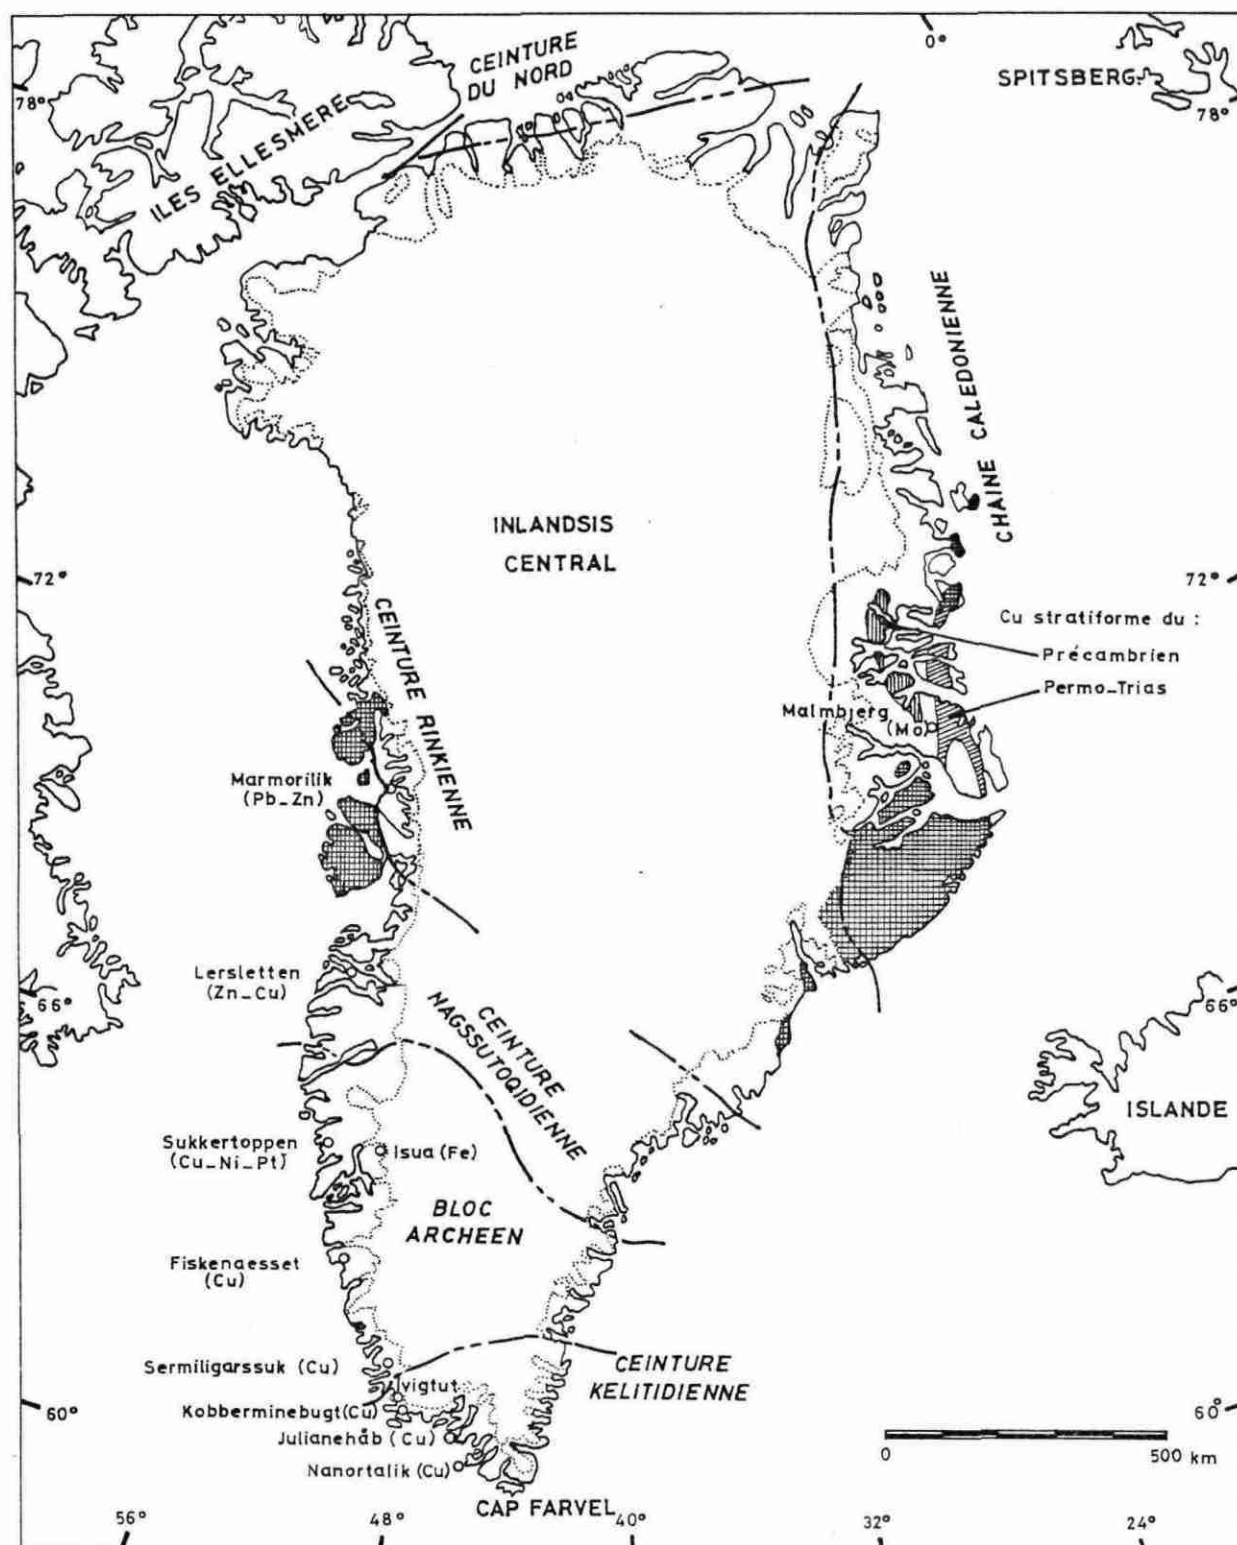 0°
CEINTURE
DU NORD
SPITSBERG
78°
78°
ILES ELLESMERE
CHAINE CALEDONIENNE
INLANDSIS
CENTRAL
72°
72°
CEINTURE RINKIENNE
Cu stratiforme du :
Précambrien
Permo_Trias
Malmbjerg
(Mo)
Marmorilik
(Pb_Zn)
Lersletten
(Zn_Cu)
66°
66°
CEINTURE
NAGSSUTOQIDIENNE
ISLANDE
Sukkertoppen
(Cu_Ni_Pt)
Isua (Fe)
BLOC
ARCHEEN
Fiskenaesset
(Cu)
Sermiligarssuk (Cu)
CEINTURE
KELITIDIENNE
Ivigtut
60°
60°
Kobberminebugt (Cu)
Julianehåb (Cu)
Nanortalik (Cu)
0
500 km
CAP FARVEL
56°
48°
40°
32°
24°